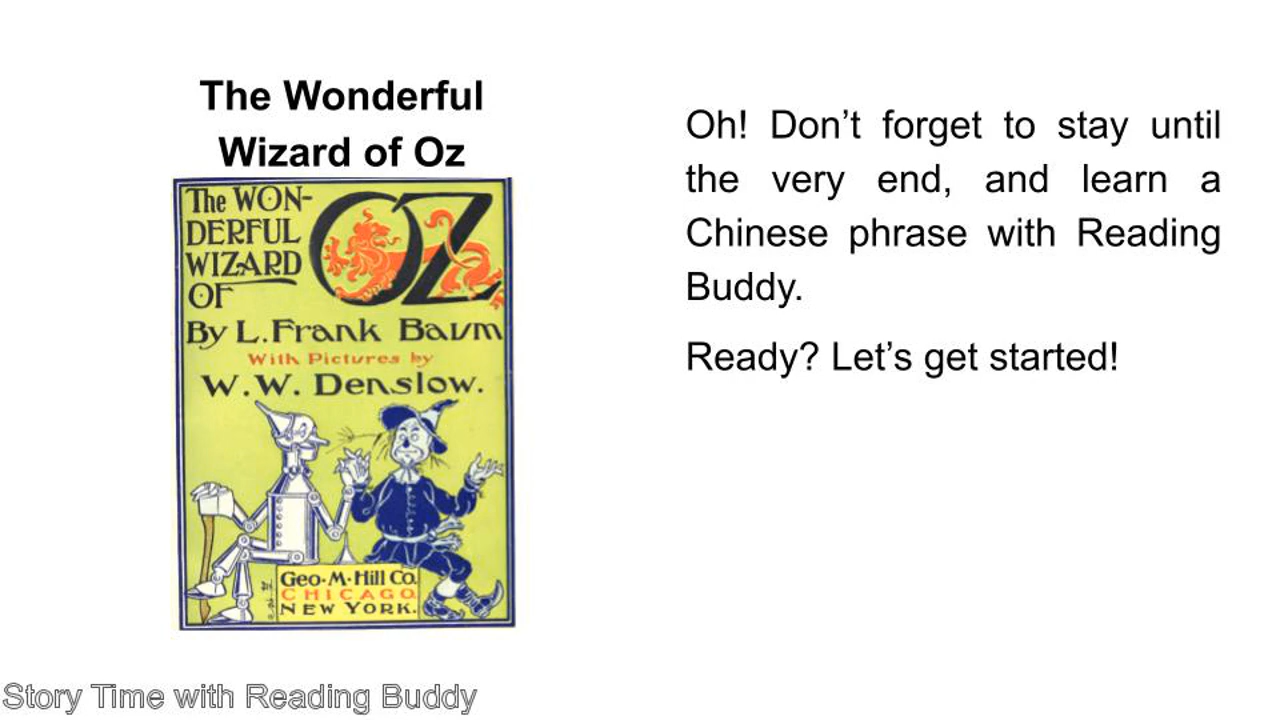 The Wonderful
Wizard of Oz
The WON-
DERFUL
WIZARD
OF
OZ
By L. Frank Baum
With Pictures by
W. W. Denslow.
Geo. M. Hill Co.
CHICAGO.
NEW YORK.
Oh! Don’t forget to stay until
the very end, and learn a
Chinese phrase with Reading
Buddy.
Ready? Let’s get started!
Story Time with Reading Buddy